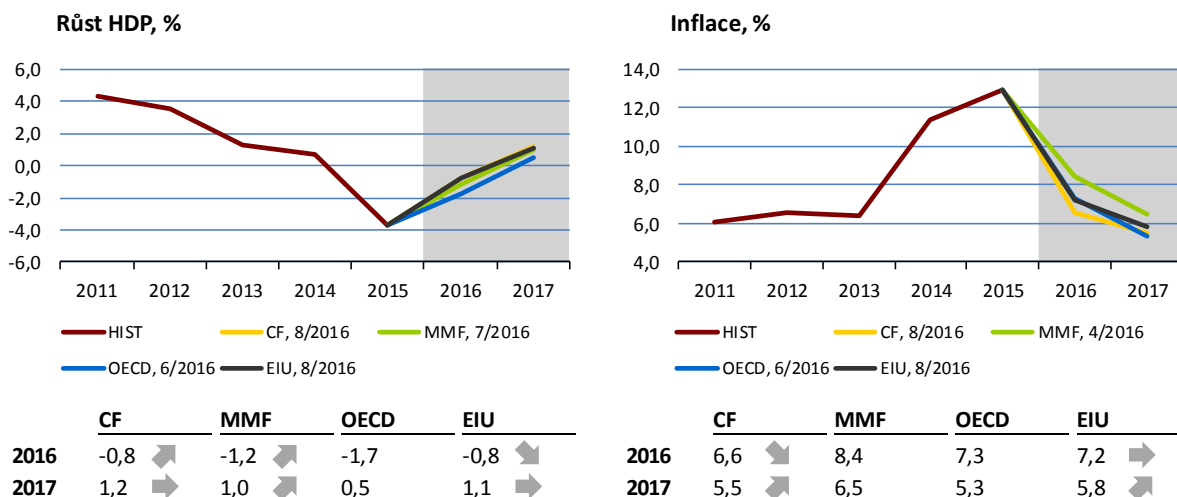 Růst HDP, %
6,0
4,0
2,0
0,0
-2,0
-4,0
-6,0
2011 2012 2013 2014 2015 2016 2017
HIST CF, 8/2016 MMF, 7/2016
OECD, 6/2016 EIU, 8/2016
CF MMF OECD EIU
2016 -0,8 -1,2 -1,7 -0,8
2017 1,2 1,0 0,5 1,1
Inflace, %
14,0
12,0
10,0
8,0
6,0
4,0
2011 2012 2013 2014 2015 2016 2017
HIST CF, 8/2016 MMF, 4/2016
OECD, 6/2016 EIU, 8/2016
CF MMF OECD EIU
2016 6,6 8,4 7,3 7,2
2017 5,5 6,5 5,3 5,8